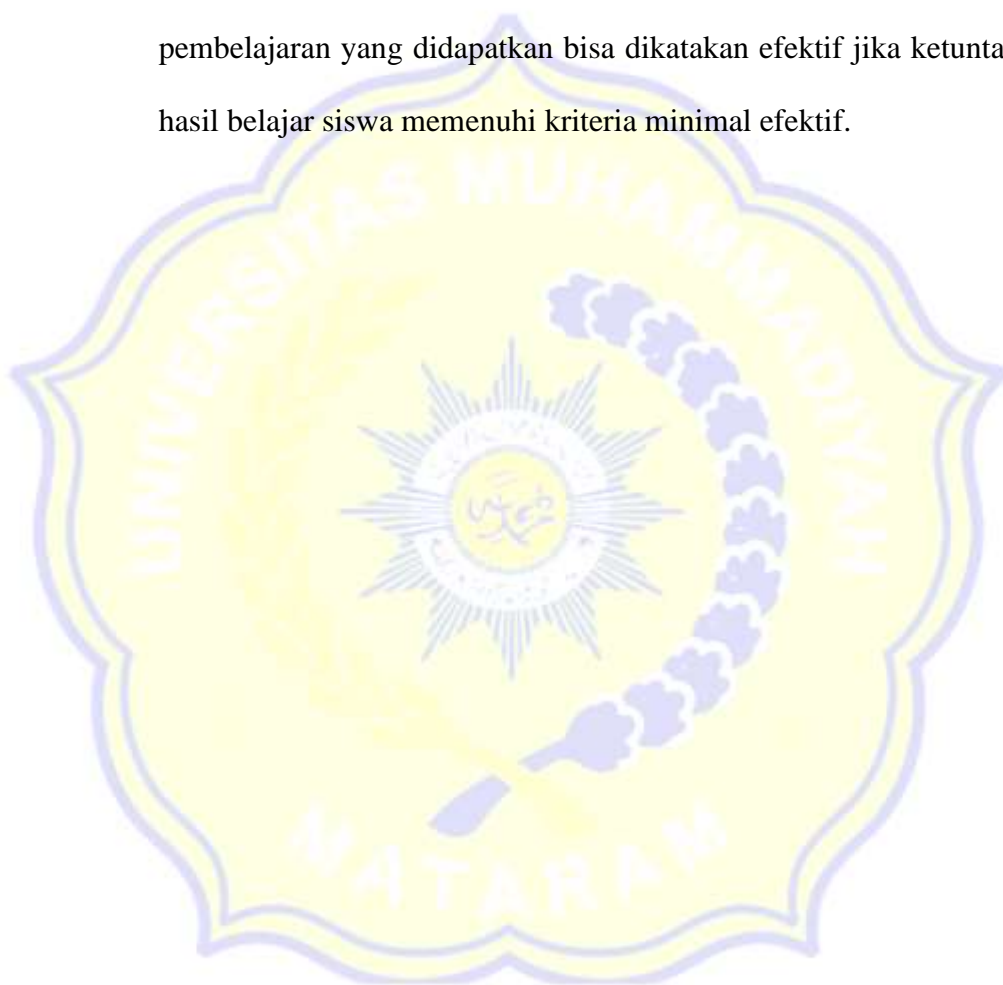 pembelajaran yang didapatkan bisa dikatakan efektif jika ketunta
hasil belajar siswa memenuhi kriteria minimal efektif.
UNIVERSITAS MUHAMMADIYAH
MATARAM